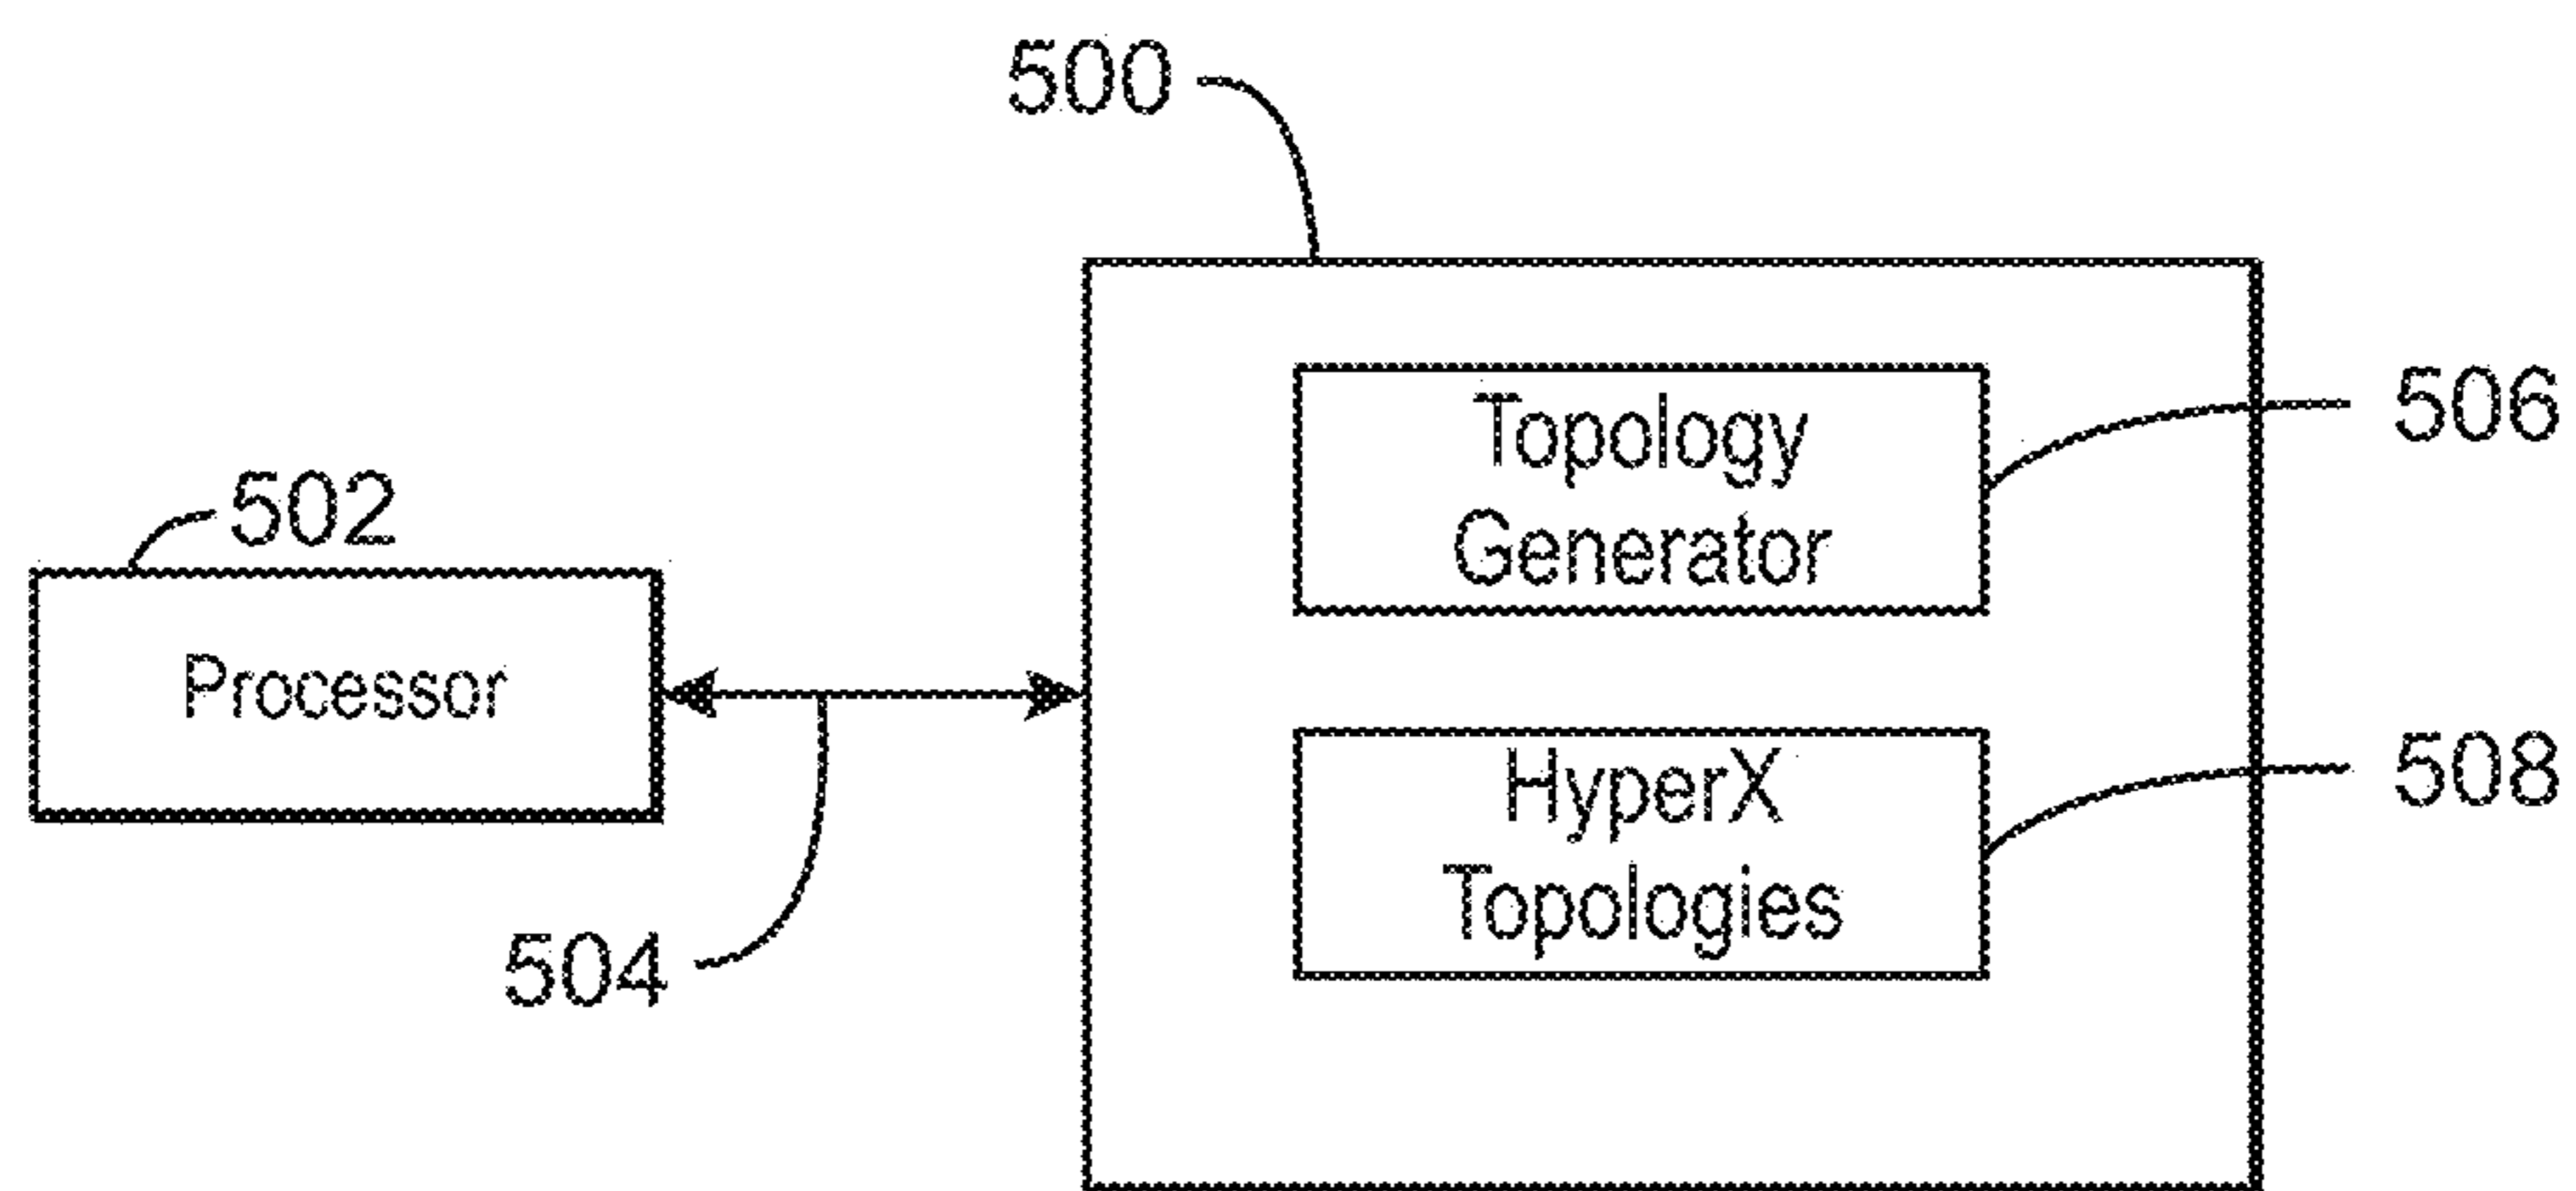 500
506
Topology
Generator
502
Processor
508
HyperX
Topologies
504